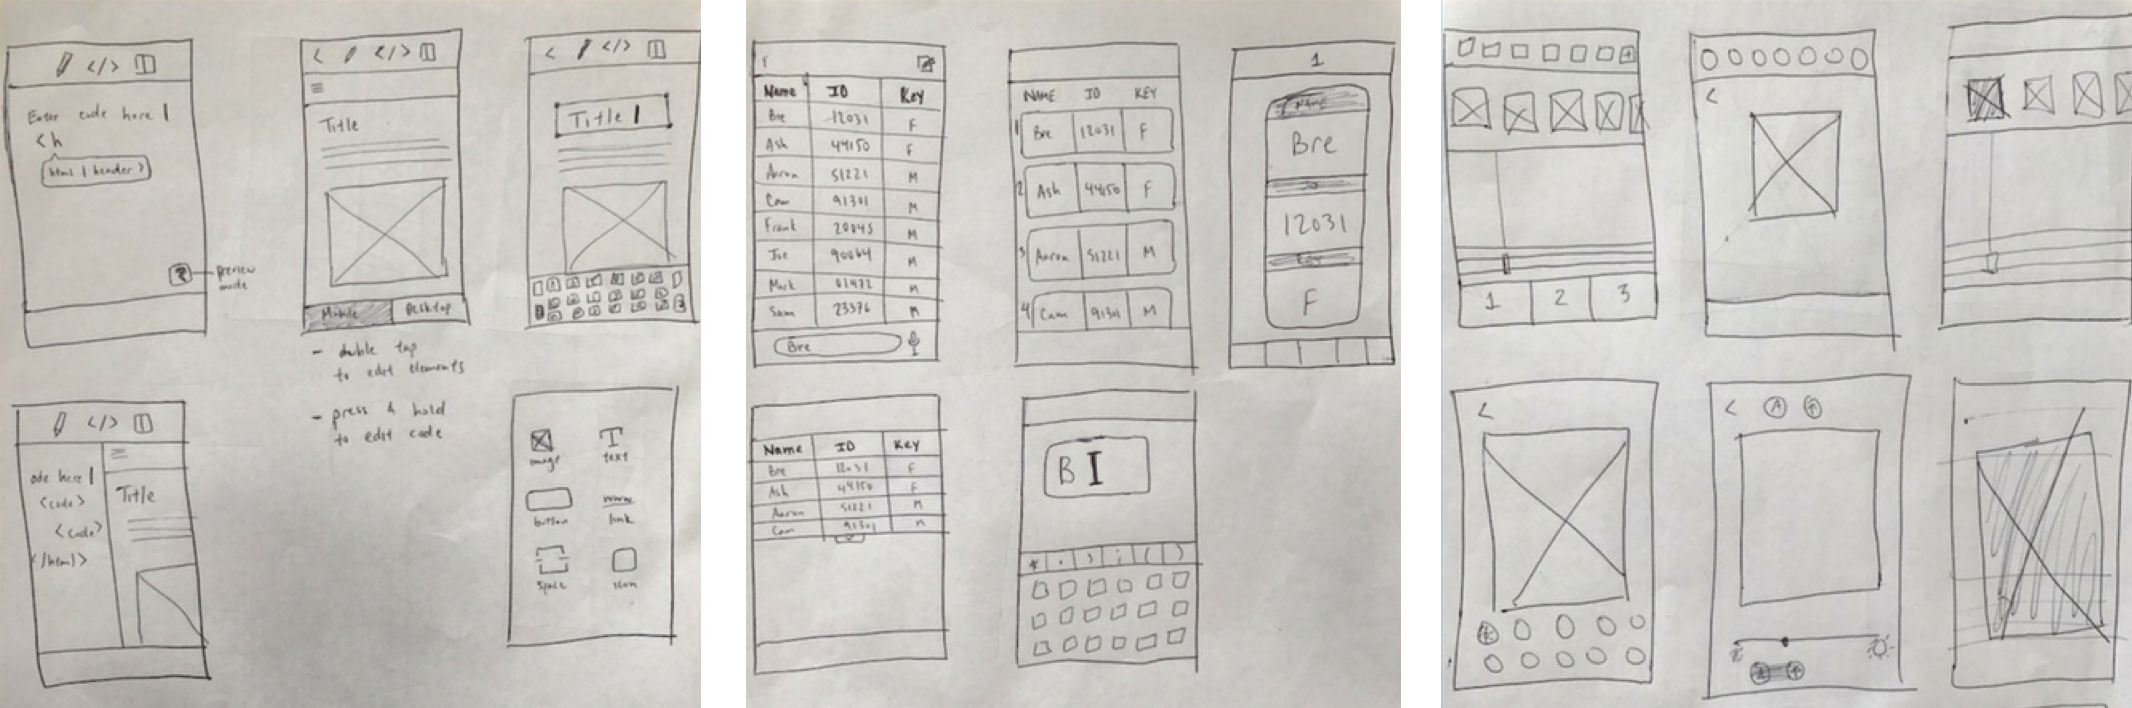 </>
Enter code here |
<h
html | header >
preview
mode
< </>
Title
Mobile
Desktop
- double tap
to edit elements
- press & hold
to edit code
< </>
Title |
</>
ode here |
<code>
<code>
</html>
Title
image
T
text
button
link
space
icon
Name ID Key
Bre 12031 F
Ash 44150 F
Aaron 51221 M
Cam 91301 M
Frank 20045 M
Joe 90064 M
Mark 01472 M
Sam 23376 M
Bre
NAME ID KEY
1 Bre 12031 F
2 Ash 44150 F
3 Aaron 51221 M
4 Cam 91301 M
1
NAME
Bre
ID
12031
Key
F
Name ID Key
Bre 12031 F
Ash 44150 F
Aaron 51221 M
Cam 91301 M
B I
* . ) ; ( )
1 2 3
<
<
< A